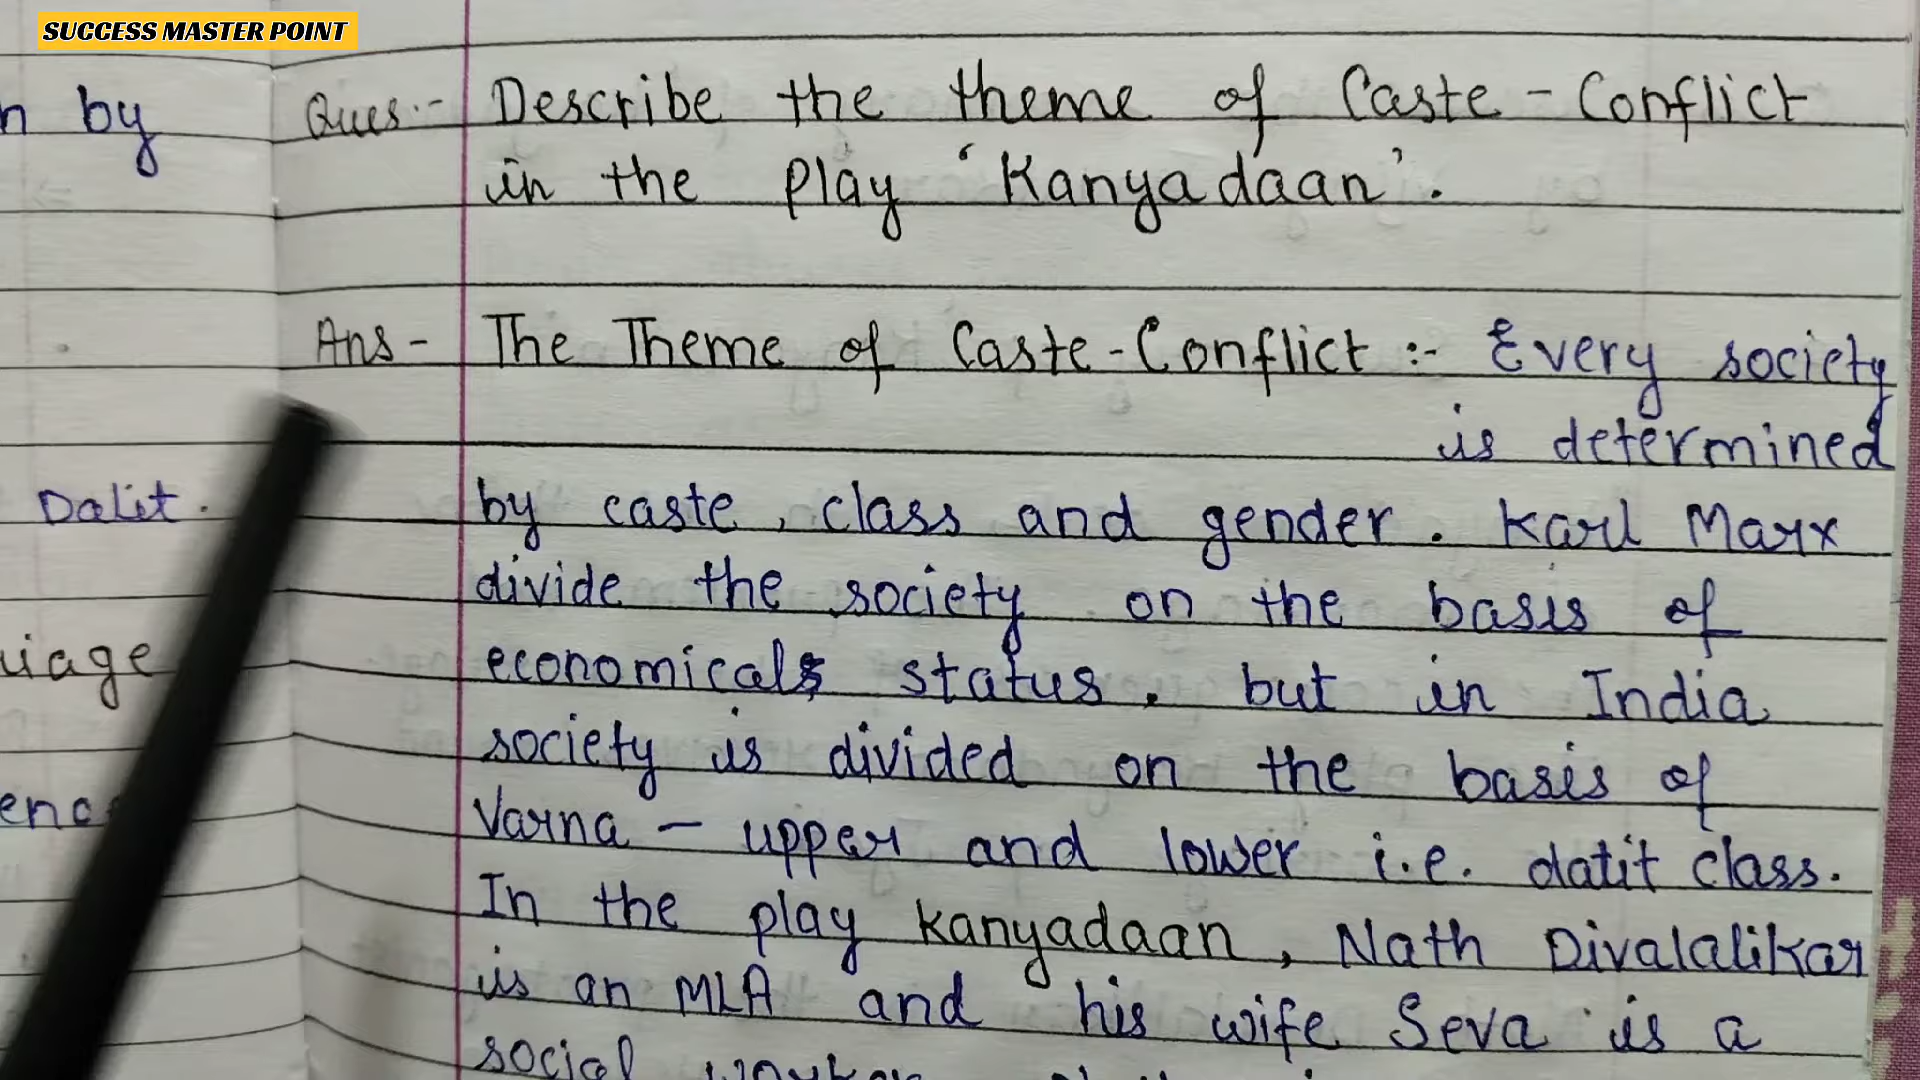 SUCCESS MASTER POINT
n by
Dalit.
iage
enc
Ques:- Describe the theme of Caste-Conflict
in the Play 'Kanyadaan'.
Ans- The Theme of Caste-Conflict :- Every society
is determined
by caste, class and gender. Karl Marx
divide the society on the basis of
economicals status, but in India
society is divided on the basis of
Varna – upper and lower i.e. datit class.
In the play Kanyadaan, Nath Divalalikar
is an MLA and his wife Seva is a
social